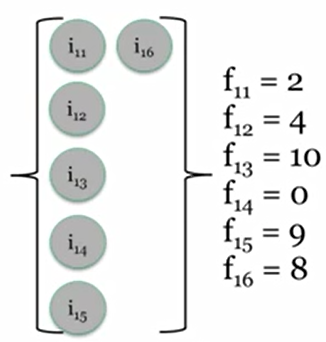 i₁₁ i₁₆
i₁₂
i₁₃
i₁₄
i₁₅
f₁₁ = 2
f₁₂ = 4
f₁₃ = 10
f₁₄ = 0
f₁₅ = 9
f₁₆ = 8